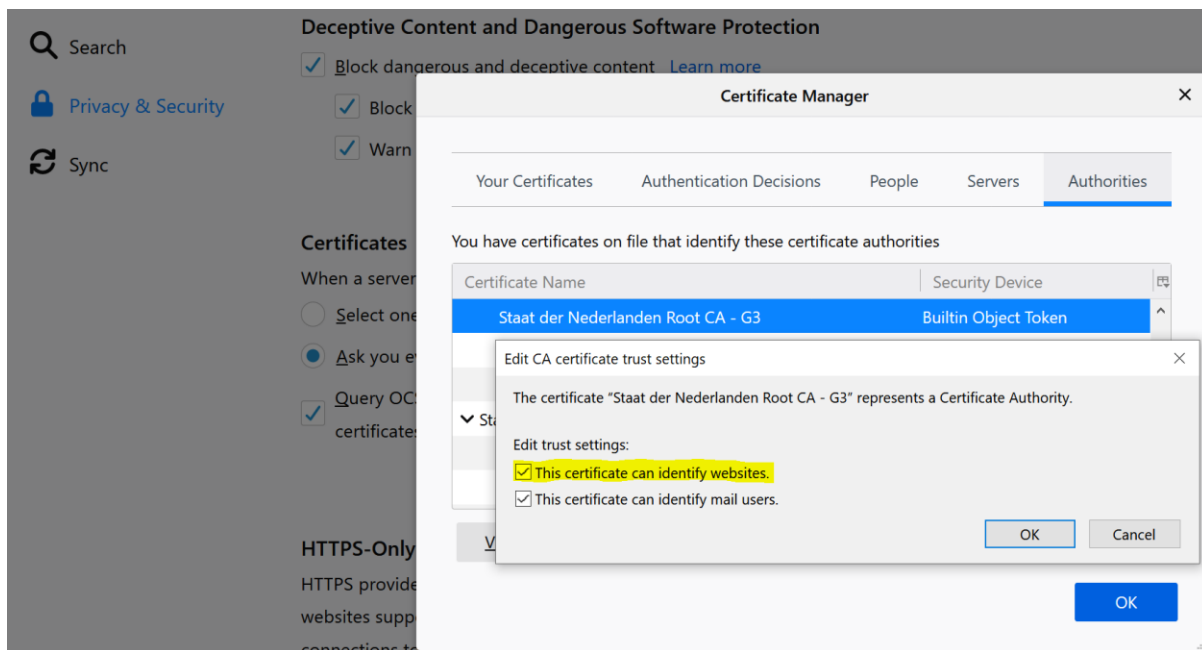 Search
Privacy & Security
Sync
Deceptive Content and Dangerous Software Protection
Block dangerous and deceptive content Learn more
Block
Warn
Certificates
When a server
Select one
Ask you e
Query OCS
certificates
HTTPS-Only
HTTPS provide
websites supp
connections to
Certificate Manager
Your Certificates Authentication Decisions People Servers Authorities
You have certificates on file that identify these certificate authorities
Certificate Name Security Device
Staat der Nederlanden Root CA - G3 Builtin Object Token
Sta
Edit CA certificate trust settings
The certificate "Staat der Nederlanden Root CA - G3" represents a Certificate Authority.
Edit trust settings:
This certificate can identify websites.
This certificate can identify mail users.
OK Cancel
V
OK